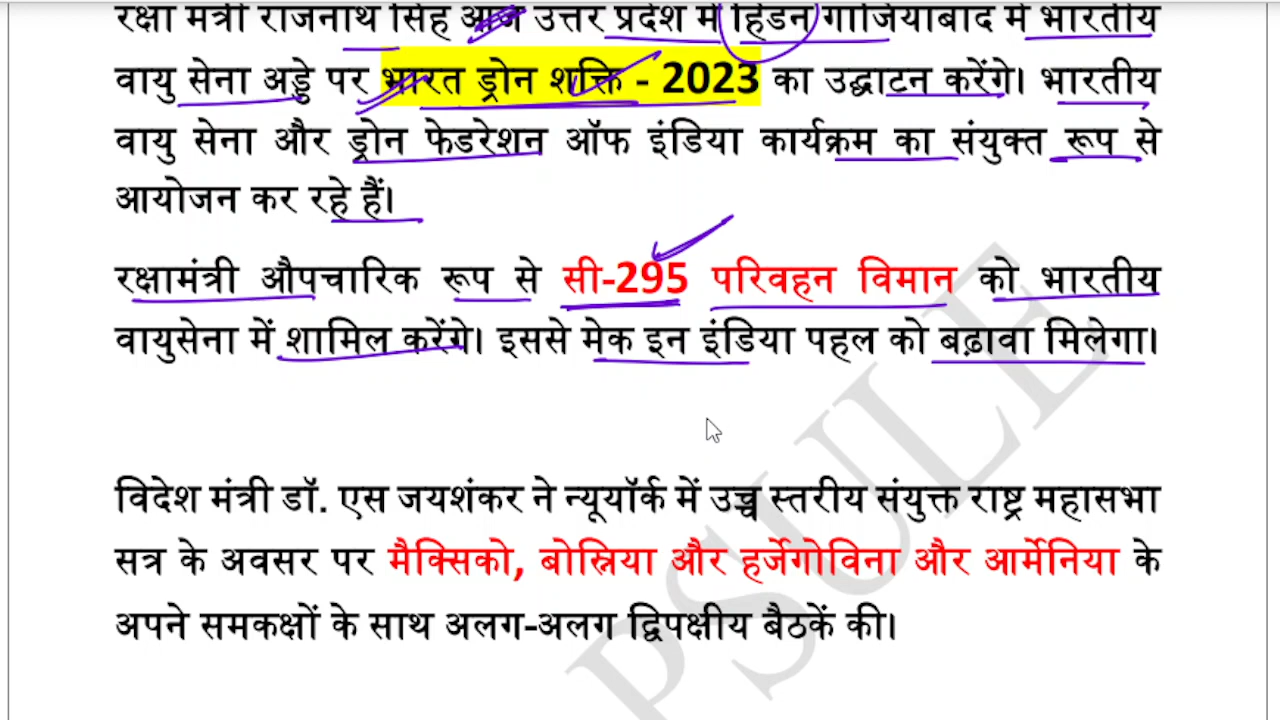 रक्षा मंत्री राजनाथ सिंह आज उत्तर प्रदेश में हिंडन गाजियाबाद में भारतीय
वायु सेना अड्डे पर भारत ड्रोन शक्ति - 2023 का उद्घाटन करेंगे। भारतीय
वायु सेना और ड्रोन फेडरेशन ऑफ इंडिया कार्यक्रम का संयुक्त रूप से
आयोजन कर रहे हैं।
रक्षामंत्री औपचारिक रूप से सी-295 परिवहन विमान को भारतीय
वायुसेना में शामिल करेंगे। इससे मेक इन इंडिया पहल को बढ़ावा मिलेगा।
विदेश मंत्री डॉ. एस जयशंकर ने न्यूयॉर्क में उच्च स्तरीय संयुक्त राष्ट्र महासभा
सत्र के अवसर पर मैक्सिको, बोस्निया और हर्जेगोविना और आर्मेनिया के
अपने समकक्षों के साथ अलग-अलग द्विपक्षीय बैठकें की।
PSULE